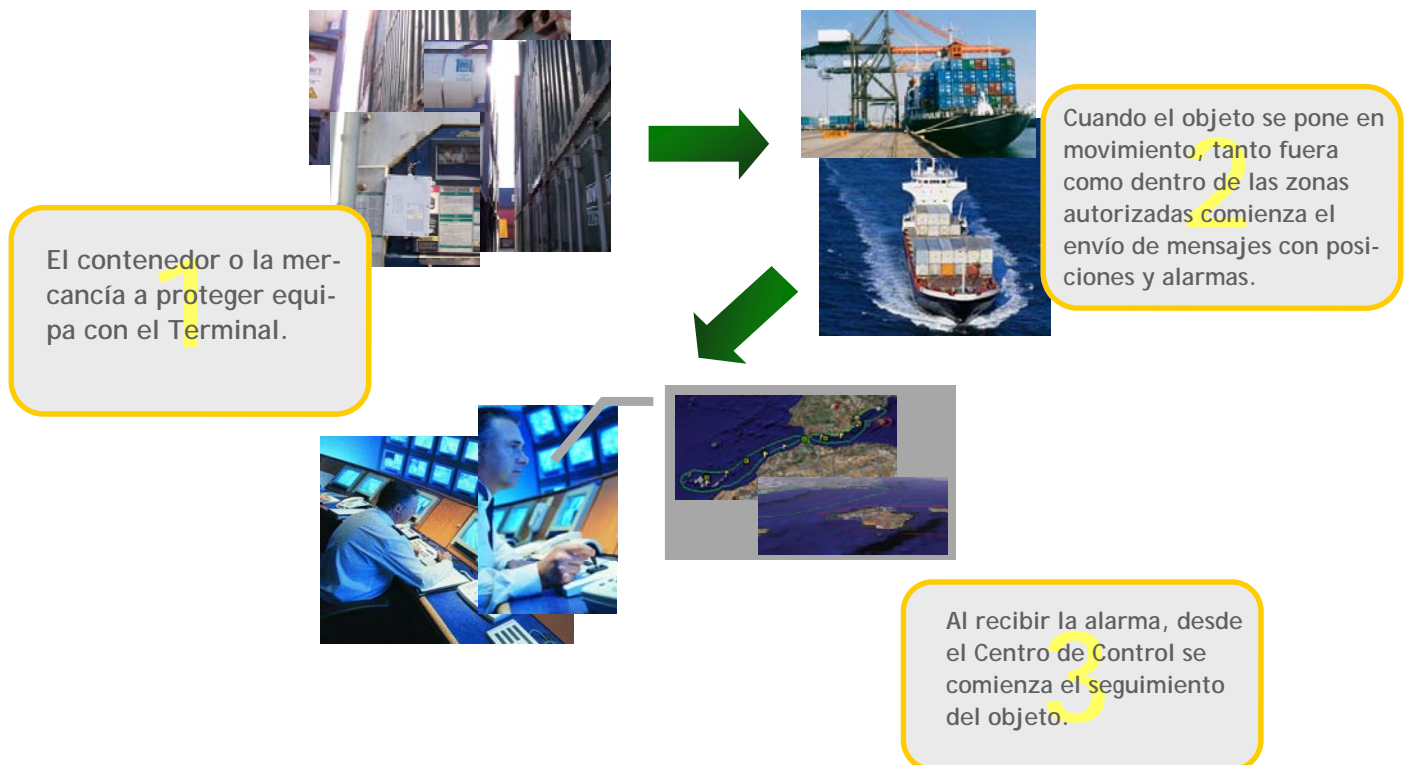 El contenedor o la mer-
cancía a proteger equi-
pa con el Terminal.
1
Cuando el objeto se pone en
movimiento, tanto fuera
como dentro de las zonas
autorizadas comienza el
envío de mensajes con posi-
ciones y alarmas.
2
Al recibir la alarma, desde
el Centro de Control se
comienza el seguimiento
del objeto.
3